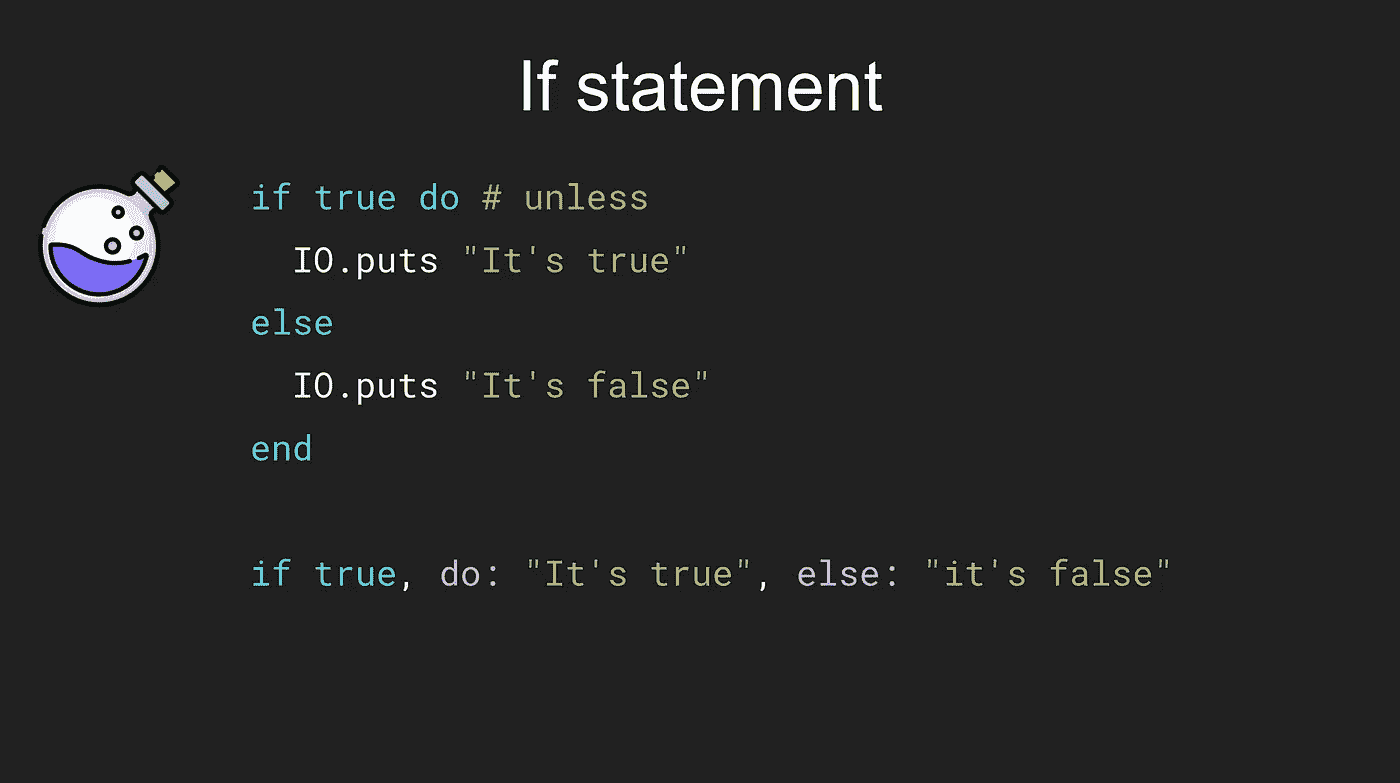 If statement
if true do # unless
  IO.puts "It's true"
else
  IO.puts "It's false"
end
if true, do: "It's true", else: "it's false"